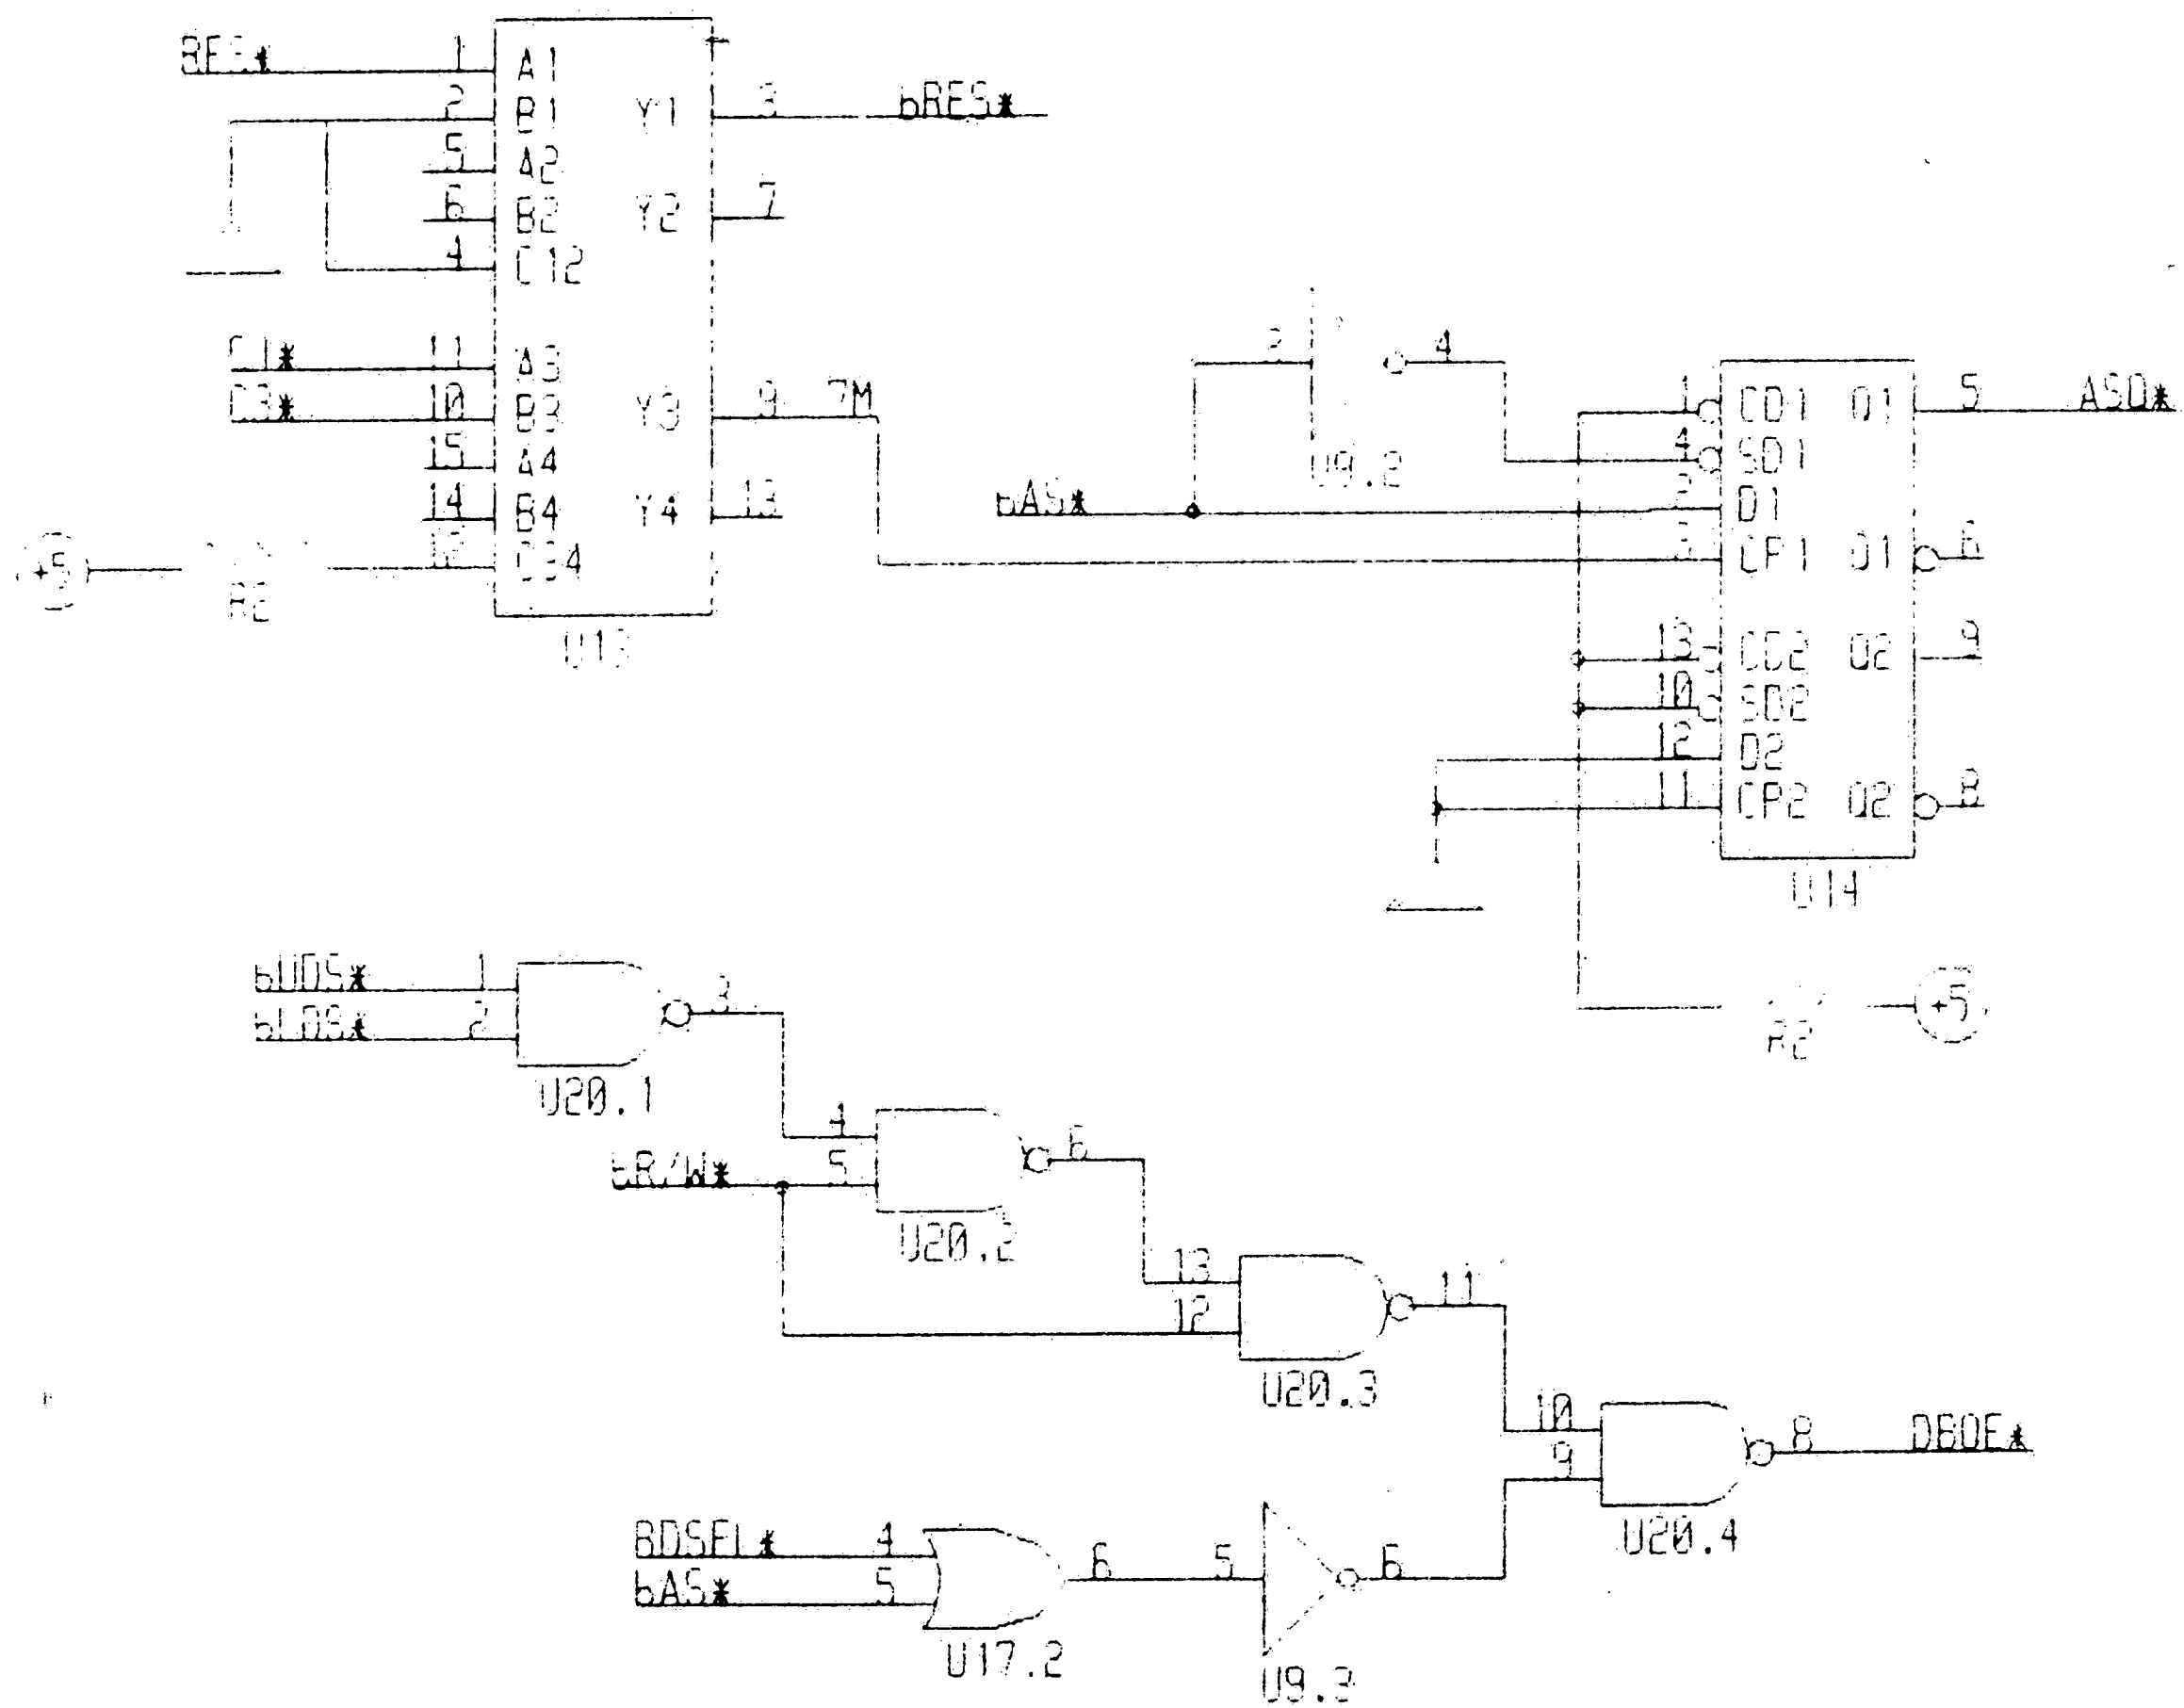 RES* 1 A1
2 B1 Y1 3 bRES*
5 A2
6 B2 Y2 7
4 C12
C1* 11 A3
C3* 10 B3 Y3 9 7M
15 A4
14 B4 Y4 13
+5 R2 12 C34
U13
4
U9.2
bAS*
1 CD1 Q1 5 ASD*
4 SD1
2 D1
3 CP1 Q1 6
13 CD2 Q2 9
10 SD2
12 D2
11 CP2 Q2 8
U14
R2 +5
bUDS* 1
bLDS* 2
3
U20.1
4
bR/W* 5
6
U20.2
13
12
11
U20.3
10
9
8 DBOE*
U20.4
BDSEL* 4
bAS* 5
6
U17.2
5 6
U9.3